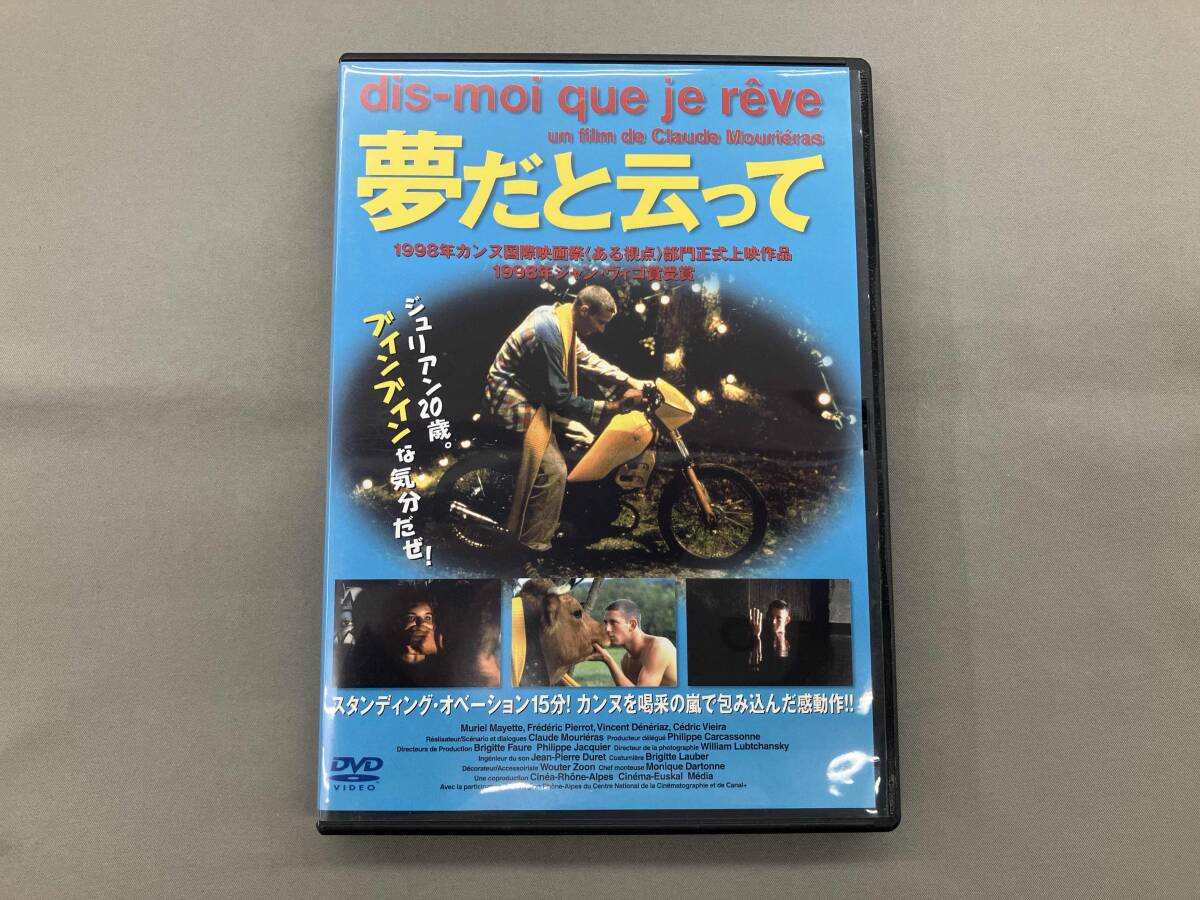 dis-moi que je rêve
un film de Claude Mouriéras
夢だと云って
1998年カンヌ国際映画祭〈ある視点〉部門正式上映作品
1998年ジャン・ヴィゴ賞受賞
ジュリアン20歳。
ブインブインな気分だぜ!
スタンディング・オベーション15分! カンヌを喝采の嵐で包み込んだ感動作!!
Muriel Mayette, Frédéric Pierrot, Vincent Dénériaz, Cédric Vieira
Réalisateur/Scénario et dialogues Claude Mouriéras Producteur délégué Philippe Carcassonne
Directeurs de Production Brigitte Faure Philippe Jacquier Directeur de la photographie William Lubtchansky
Ingénieur du son Jean-Pierre Duret Costumière Brigitte Lauber
Décorateur/Accessoiriste Wouter Zoon Chef monteuse Monique Dartonne
Une coproduction Cinéa-Rhône-Alpes Cinéma-Euskal Média
Avec la Rhône-Alpes du Centre National de la Cinématographie et de Canal+
DVD
VIDEO